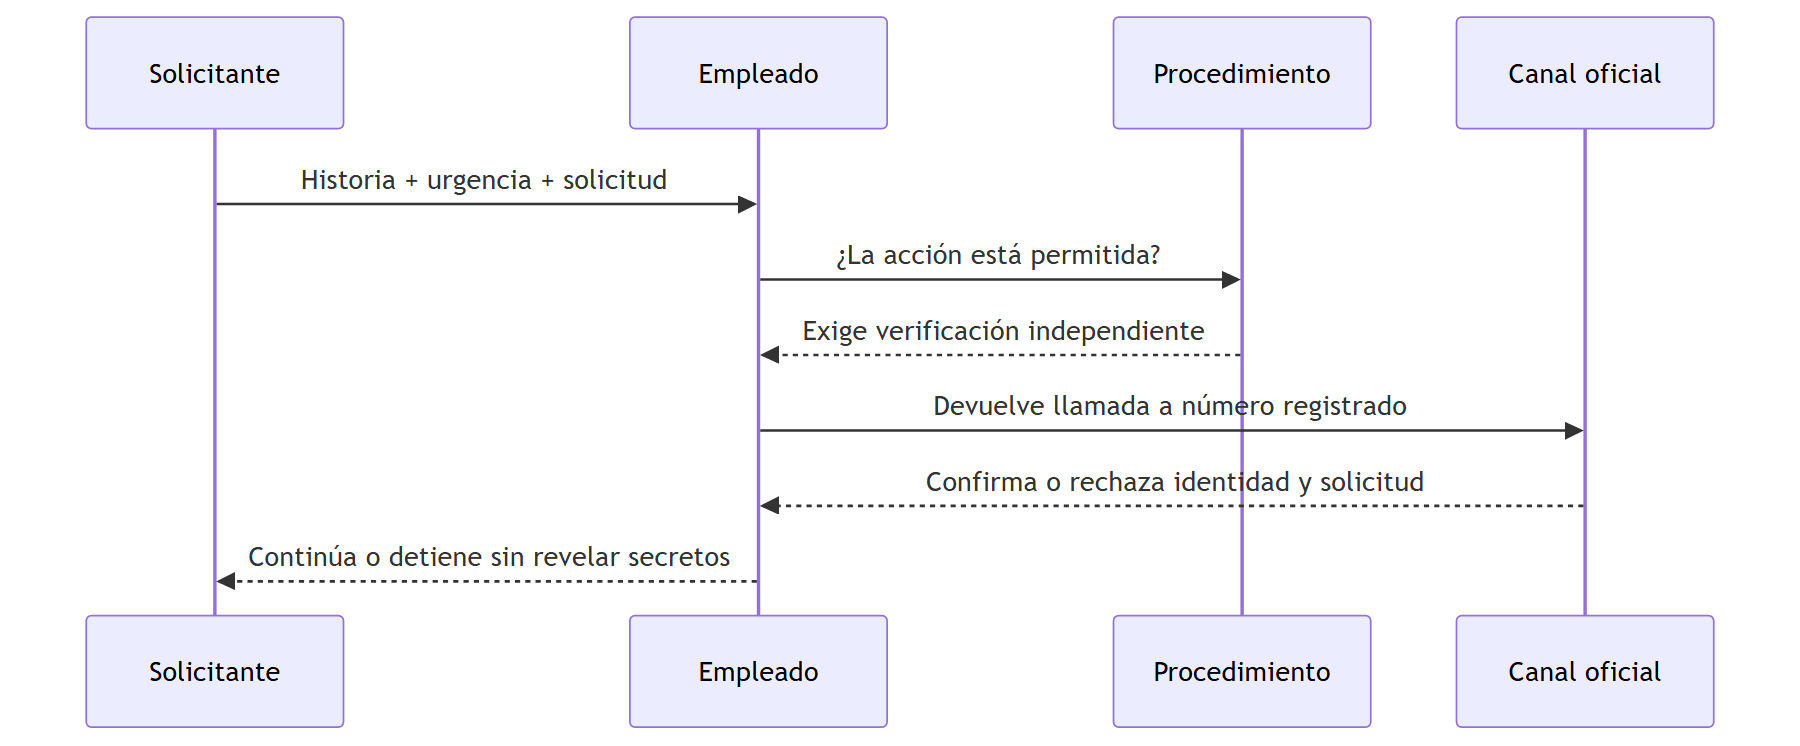 Solicitante
Empleado
Procedimiento
Canal oficial
Historia + urgencia + solicitud
¿La acción está permitida?
Exige verificación independiente
Devuelve llamada a número registrado
Confirma o rechaza identidad y solicitud
Continúa o detiene sin revelar secretos
Solicitante
Empleado
Procedimiento
Canal oficial